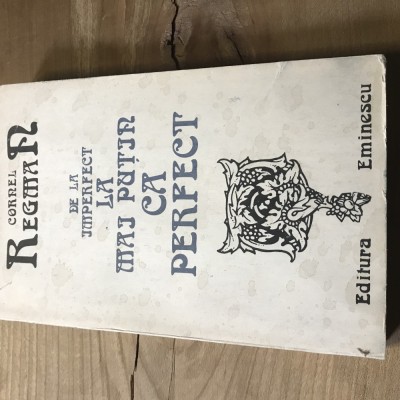 CORNEL
REGMAN
DE LA
IMPERFECT
LA
MAI PUȚIN
CA
PERFECT
Editura Eminescu